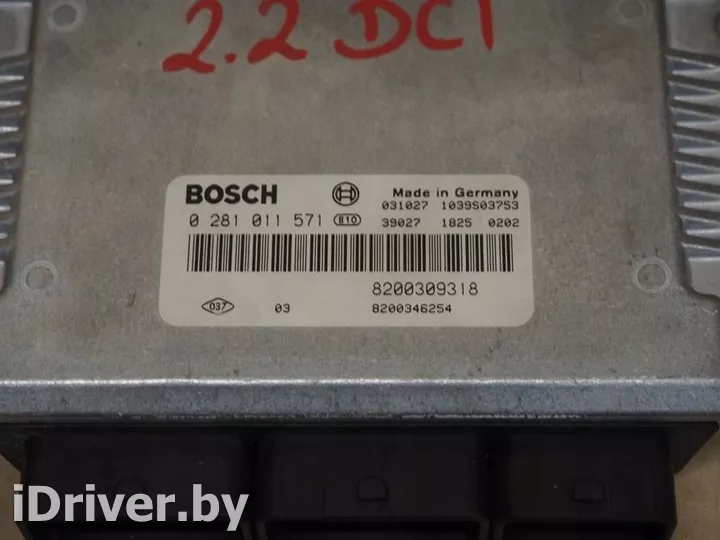 2.2 DCI
BOSCH
Made in Germany
031027 1039S03753
0 281 011 571 810 39027 1825 0202
8200309318
037 03 8200346254
iDriver.by